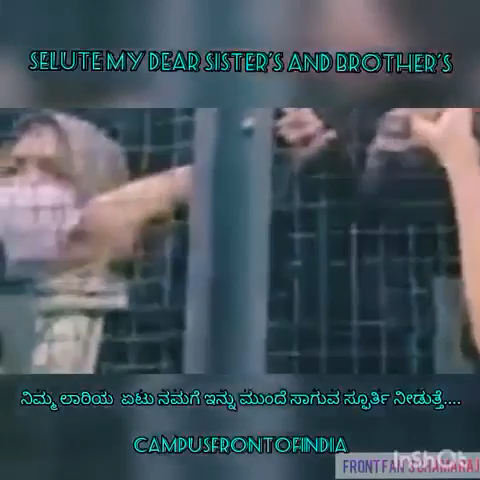 SELUTE MY DEAR SISTER'S AND BROTHER'S
ನಿಮ್ಮ ಲಾಠಿಯ ಏಟು ನಮಗೆ ಇನ್ನು ಮುಂದೆ ಸಾಗುವ ಸ್ಫೂರ್ತಿ ನೀಡುತ್ತೆ....
CAMPUSFRONTOFINDIA
InShot
FRONT FAN'S